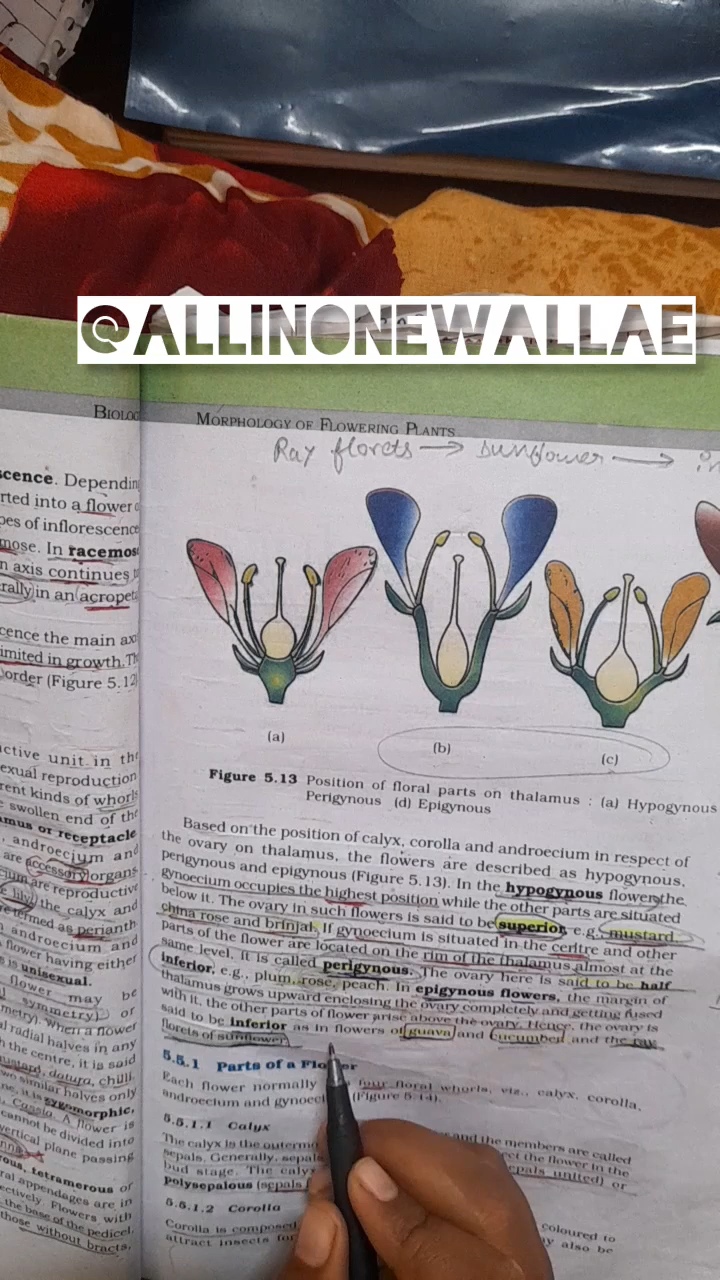 @ALLINONEWALLAE
BIOLOG
MORPHOLOGY OF FLOWERING PLANTS
Ray florets → sunflower →
scence. Dependin
rted into a flower
pes of inflorescence
mose. In racemos
n axis continues
rally in an acropet
cence the main ax
imited in growth. Th
order (Figure 5.12
ctive unit in the
exual reproduction
rent kinds of whorls
e swollen end of the
mus or receptacle
, androecium and
are accessory organs
cium are reproductive
lily, the calyx and
re termed as perianth
androecium and
flower having either
is unisexual.
flower may be
l symmetry) or
metry). When a flower
al radial halves in any
h the centre, it is said
mustard, datura, chilli.
two similar halves only
ne, it is zygomorphic,
, Cassia. A flower is
cannot be divided into
vertical plane passing
rous, tetramerous or
ral appendages are in
ectively. Flowers with
the base of the pedicel,
those without bracts,
(a)
(b)
(c)
Figure 5.13 Position of floral parts on thalamus : (a) Hypogynous
Perigynous (d) Epigynous
Based on the position of calyx, corolla and androecium in respect of
the ovary on thalamus, the flowers are described as hypogynous,
perigynous and epigynous (Figure 5.13). In the hypogynous flower the
gynoecium occupies the highest position while the other parts are situated
below it. The ovary in such flowers is said to be superior, e.g., mustard,
china rose and brinjal. If gynoecium is situated in the centre and other
parts of the flower are located on the rim of the thalamus almost at the
same level, it is called perigynous. The ovary here is said to be half
inferior, e.g., plum, rose, peach. In epigynous flowers, the margin of
thalamus grows upward enclosing the ovary completely and getting fused
with it, the other parts of flower arise above the ovary. Hence, the ovary is
said to be inferior as in flowers of guava and cucumber, and the ray
florets of sunflower.
5.5.1 Parts of a Flower
Each flower normally four floral whorls, viz., calyx, corolla,
androecium and gynoec (Figure 5.14).
5.5.1.1 Calyx
The calyx is the outermo and the members are called
sepals. Generally, sepals ect the flower in the
bud stage. The calyx epals united) or
polysepalous (sepals
5.5.1.2 Corolla
Corolla is composed coloured to
attract insects for y also be